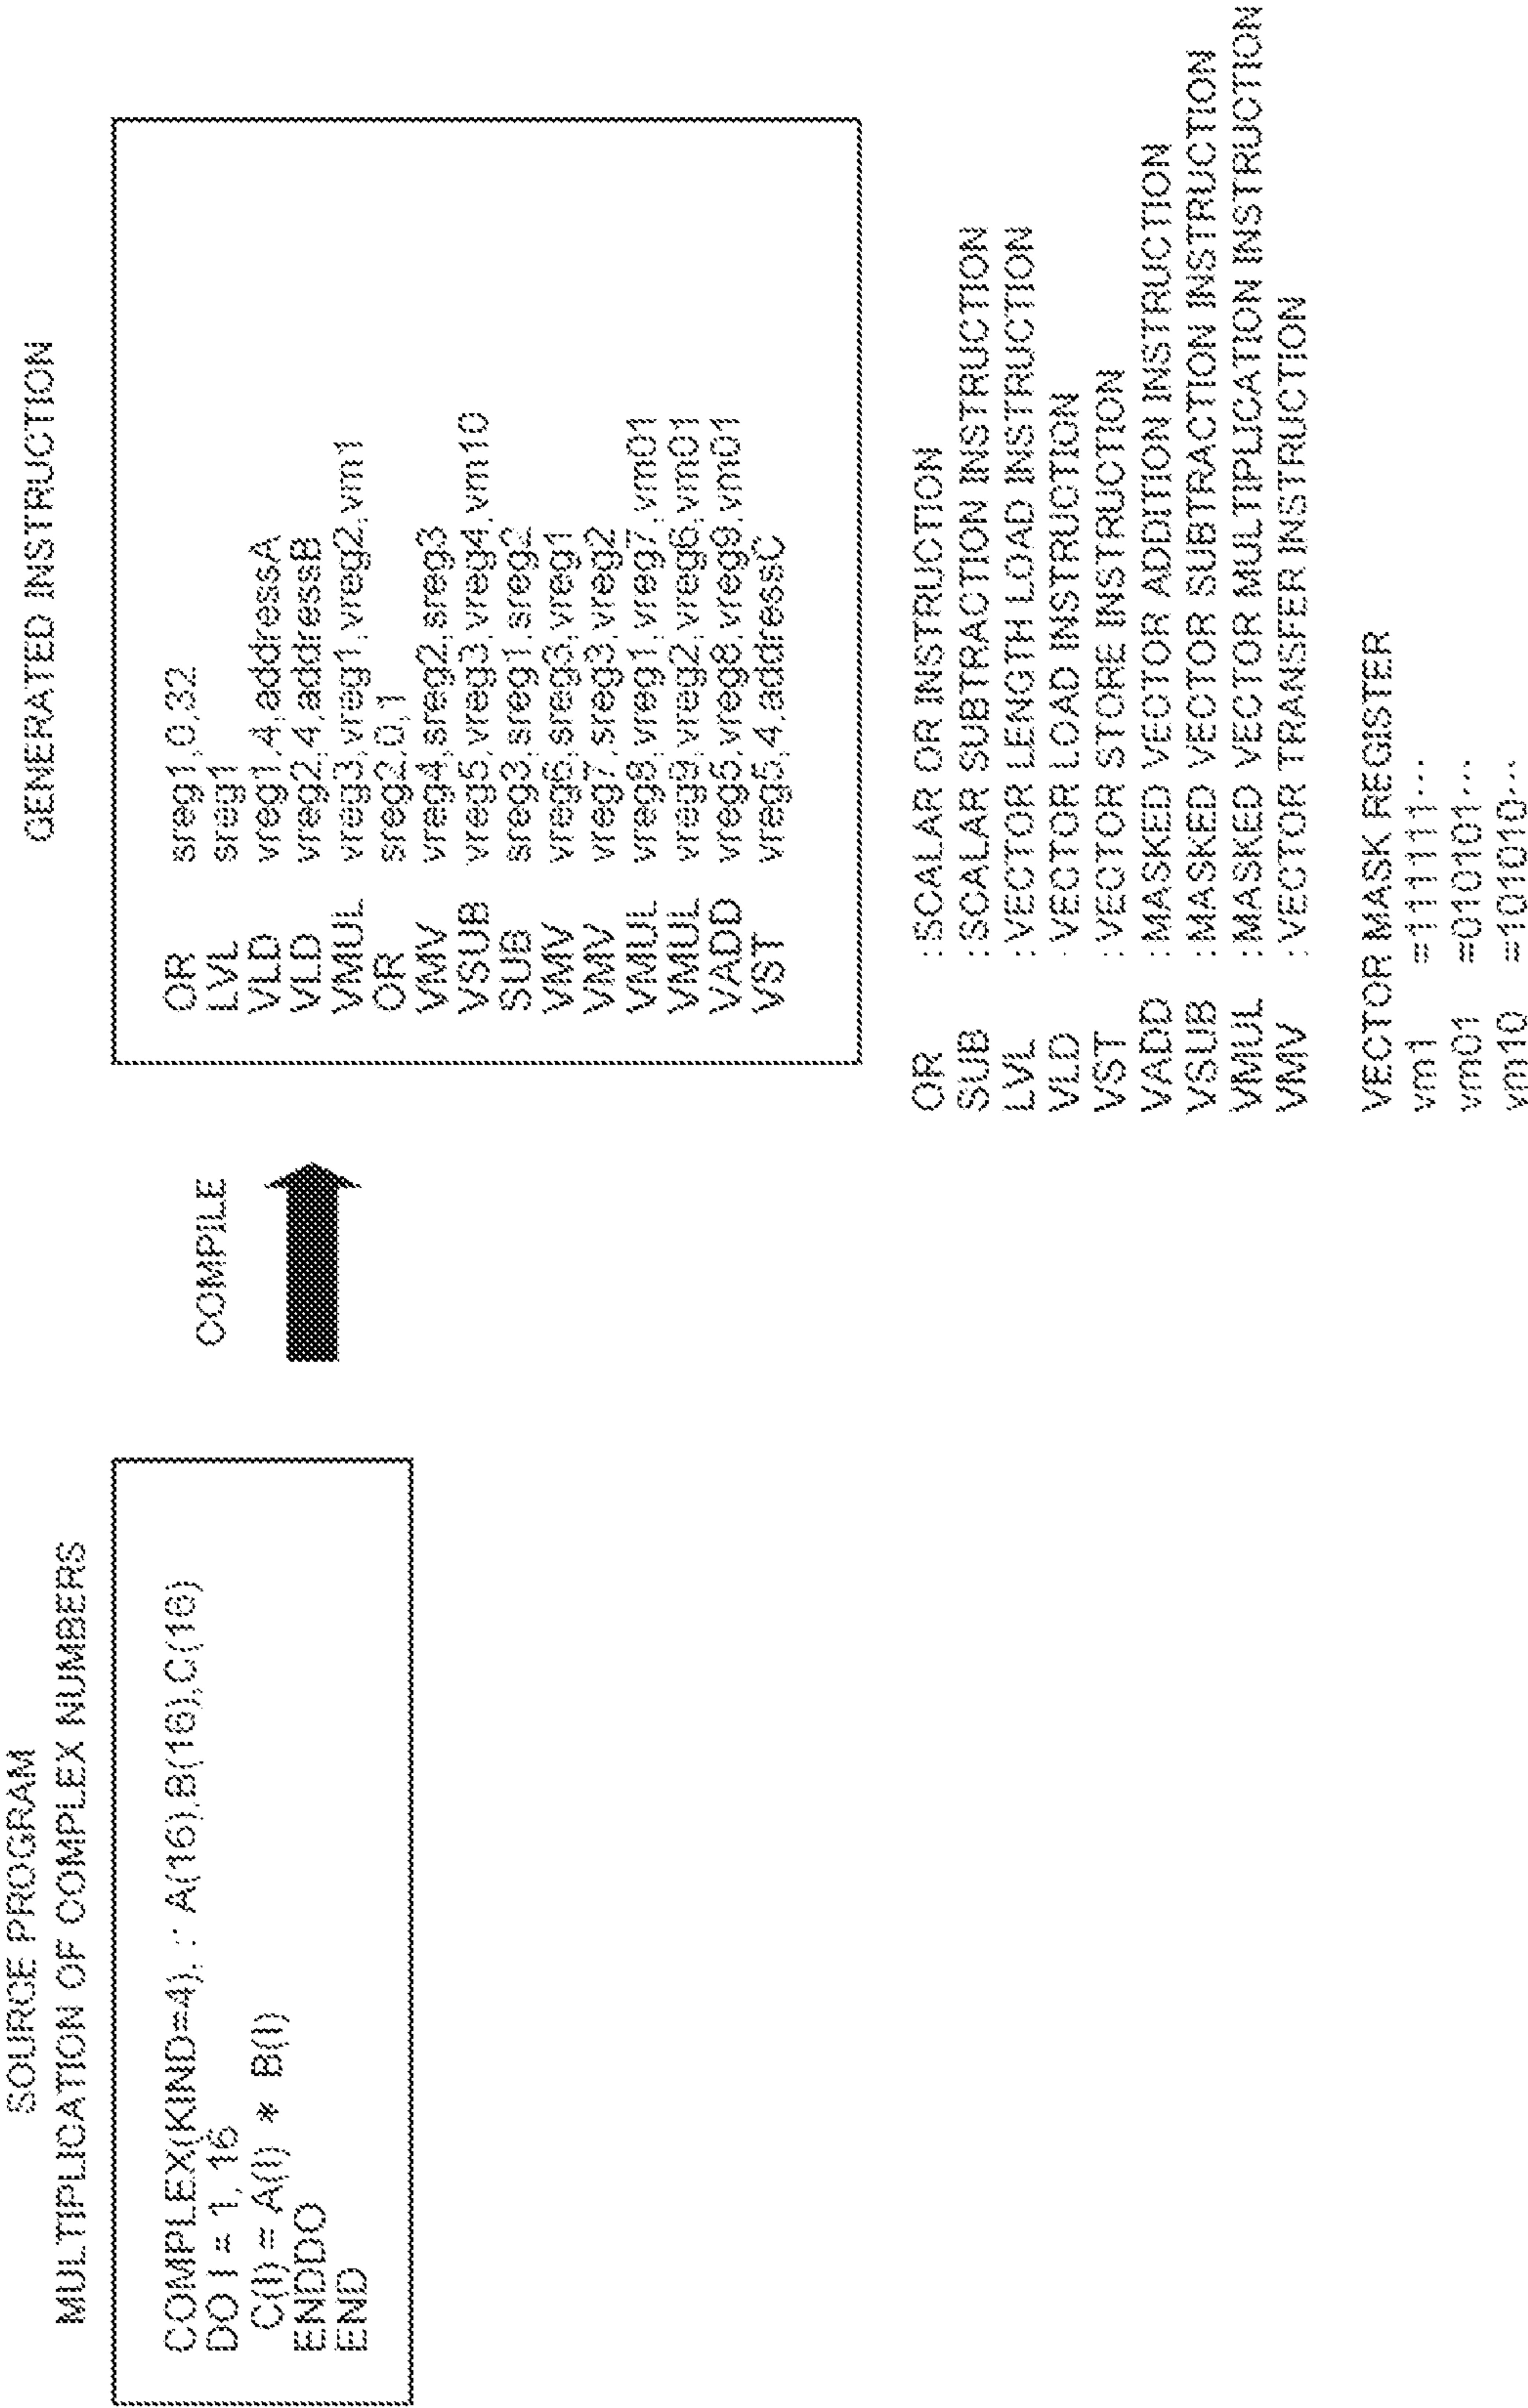 SOURCE PROGRAM
MULTIPLICATION OF COMPLEX NUMBERS
COMPLEX(KIND=4), :: A(16),B(16),C(16)
DO I = 1, 16
C(I) = A(I) * B(I)
ENDDO
END
COMPILE
GENERATED INSTRUCTION
OR sreg1,0,32
LVL sreg1
VLD vreg1,4,addressA
VLD vreg2,4,addressB
VMUL vreg3,vreg1,vreg2,vm1
OR sreg2,0,1
VMV vreg4,sreg2,sreg3
VSUB vreg5,vreg3,vreg4,vm10
SUB sreg3,sreg1,sreg2
VMV vreg6,sreg3,vreg1
VMV vreg7,sreg3,vreg2
VMUL vreg8,vreg1,vreg7,vm01
VMUL vreg9,vreg2,vreg6,vm01
VADD vreg5,vreg8,vreg9,vm01
VST vreg5,4,addressC
OR : SCALAR OR INSTRUCTION
SUB : SCALAR SUBTRACTION INSTRUCTION
LVL : VECTOR LENGTH LOAD INSTRUCTION
VLD : VECTOR LOAD INSTRUCTION
VST : VECTOR STORE INSTRUCTION
VADD : MASKED VECTOR ADDITION INSTRUCTION
VSUB : MASKED VECTOR SUBTRACTION INSTRUCTION
VMUL : MASKED VECTOR MULTIPLICATION INSTRUCTION
VMV : VECTOR TRANSFER INSTRUCTION
VECTOR MASK REGISTER
vm1 =111111...
vm01 =010101...
vm10 =101010...